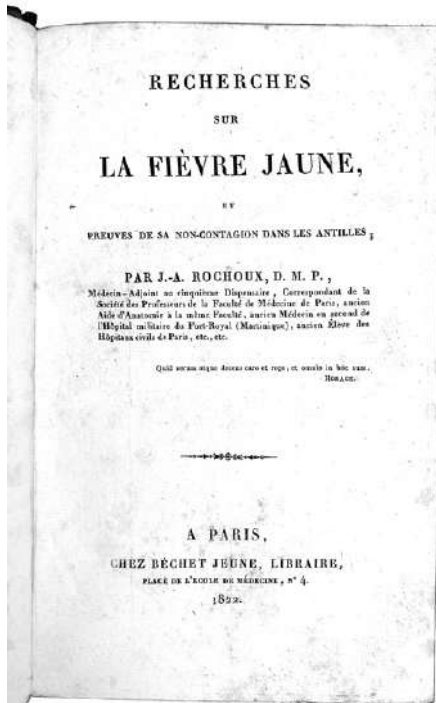 RECHERCHES
SUR
LA FIÈVRE JAUNE,
ET
PREUVES DE SA NON-CONTAGION DANS LES ANTILLES;
PAR J.-A. ROCHOUX, D. M. P.,
Médecin-Adjoint au cinquième Dispensaire, Correspondant de la
Société des Professeurs de la Faculté de Médecine de Paris, ancien
Aide d'Anatomie à la même Faculté, ancien Médecin en second de
l'Hôpital militaire du Fort-Royal (Martinique), ancien Élève des
Hôpitaux civils de Paris, etc., etc.
Quid verum atque decens curo et rogo, et omnis in hôc sum.
HORACE.
A PARIS,
CHEZ BÉCHET JEUNE, LIBRAIRE,
PLACE DE L'ECOLE DE MÉDECINE, N° 4.
1822.